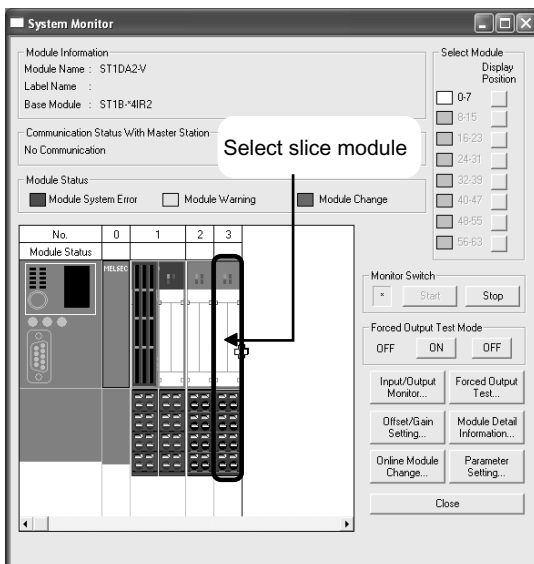 System Monitor
Module Information
Module Name : ST1DA2-V
Label Name :
Base Module : ST1B-*4IR2
Communication Status With Master Station
No Communication
Module Status
Module System Error
Module Warning
Module Change
Select slice module
Select Module
Display Position
0-7
8-15
16-23
24-31
32-39
40-47
48-55
56-63
No. 0 1 2 3
Module Status
MELSEC
Monitor Switch
* Start Stop
Forced Output Test Mode
OFF ON OFF
Input/Output Monitor...
Forced Output Test...
Offset/Gain Setting...
Module Detail Information...
Online Module Change...
Parameter Setting...
Close